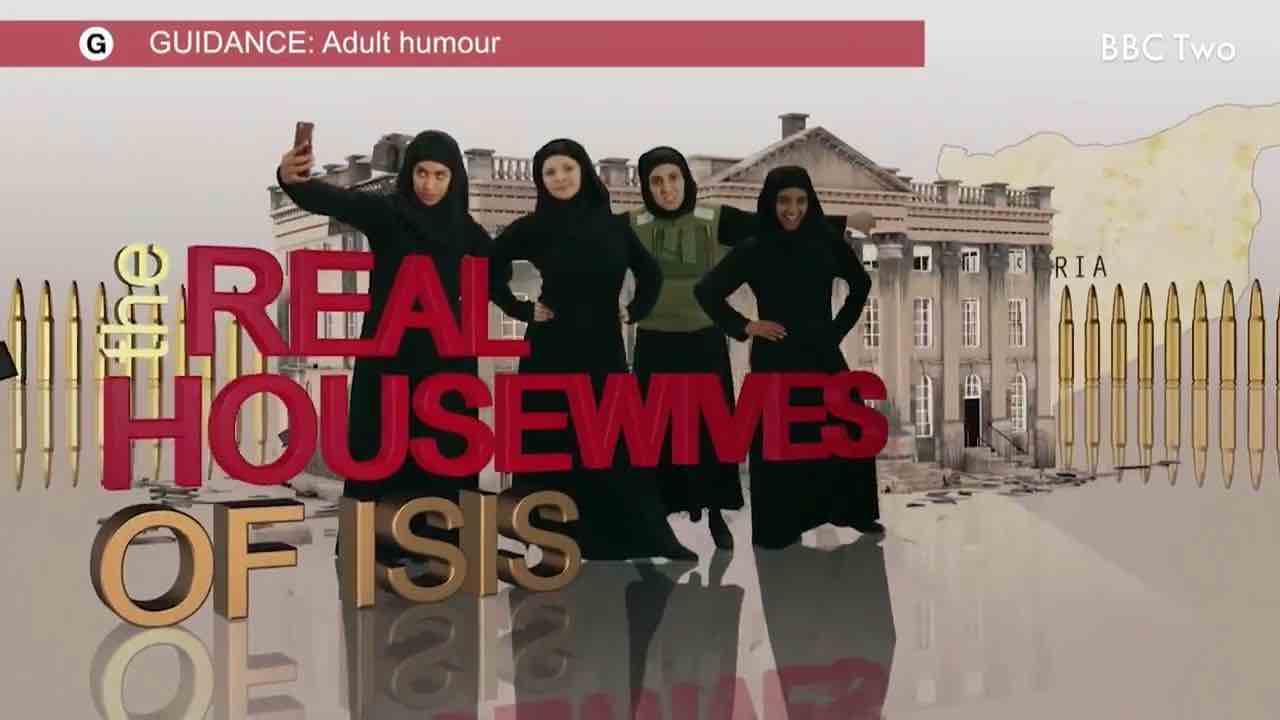 G GUIDANCE: Adult humour
BBC Two
RIA
the
REAL
HOUSEWIVES
OF ISIS